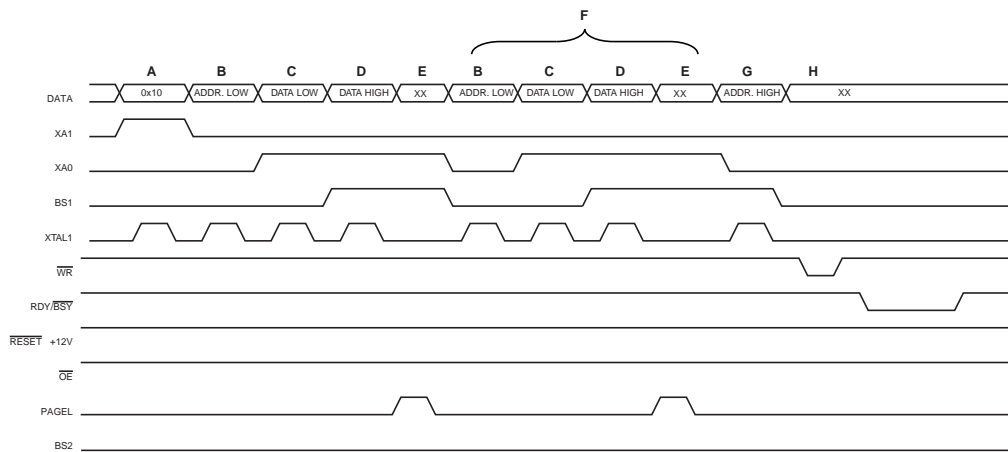 F
A B C D E B C D E G H
DATA 0x10 ADDR. LOW DATA LOW DATA HIGH XX ADDR. LOW DATA LOW DATA HIGH XX ADDR. HIGH XX
XA1
XA0
BS1
XTAL1
WR
RDY/BSY
RESET +12V
OE
PAGEL
BS2